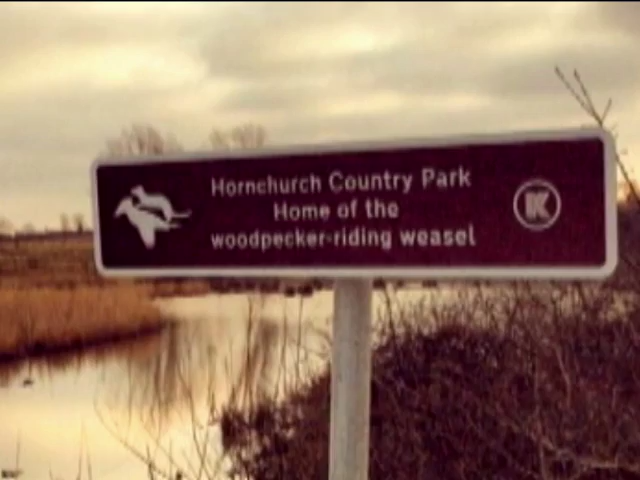 Hornchurch Country Park
Home of the
woodpecker-riding weasel
K